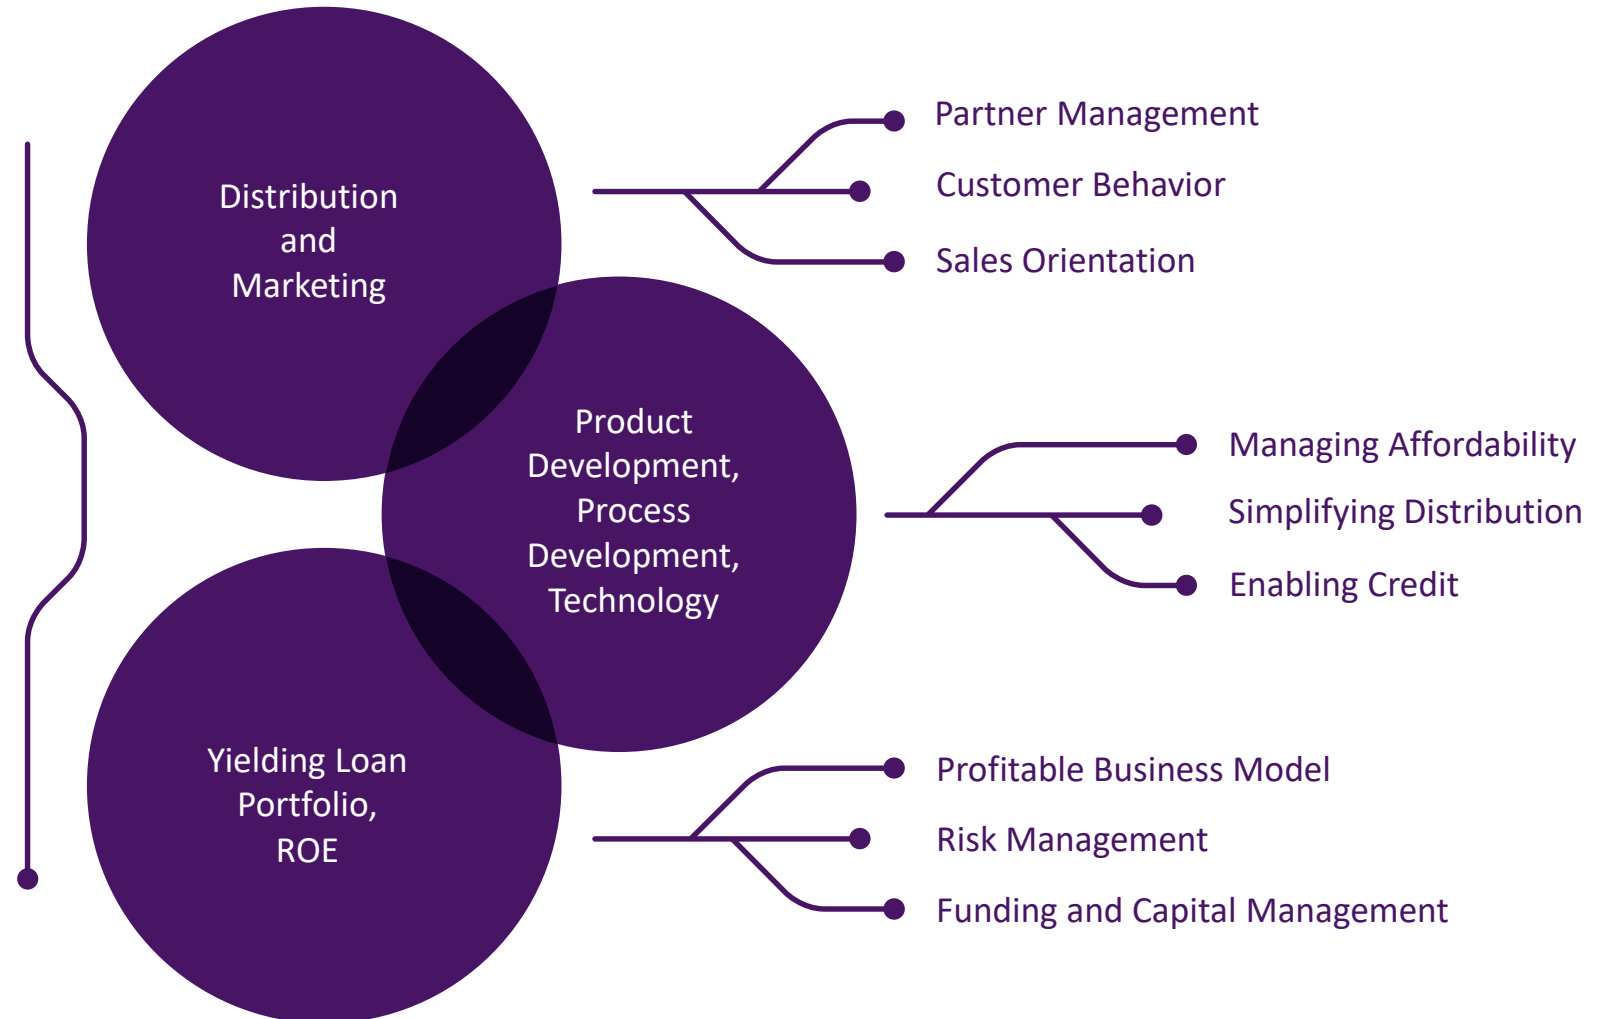 Distribution
and
Marketing
Partner Management
Customer Behavior
Sales Orientation
Product
Development,
Process
Development,
Technology
Managing Affordability
Simplifying Distribution
Enabling Credit
Yielding Loan
Portfolio,
ROE
Profitable Business Model
Risk Management
Funding and Capital Management